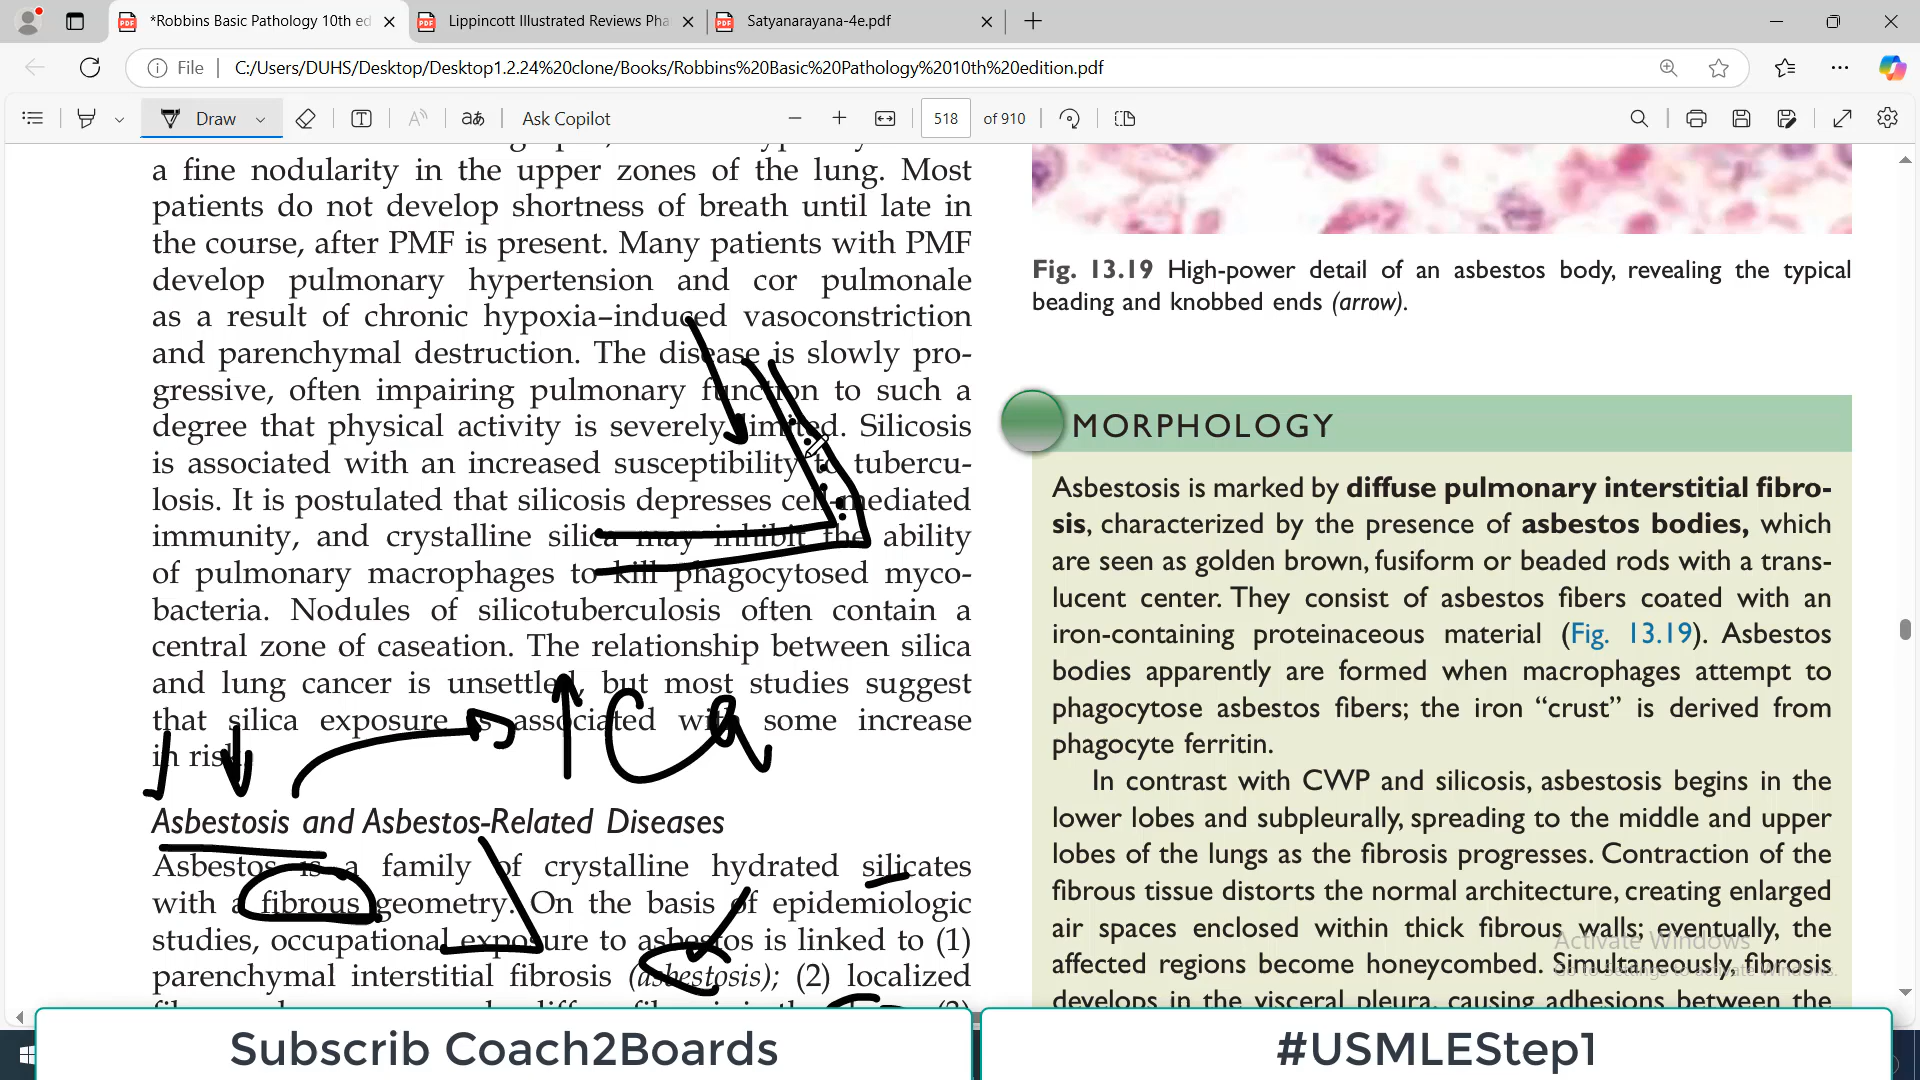 *Robbins Basic Pathology 10th ed
Lippincott Illustrated Reviews Pha
Satyanarayana-4e.pdf
File
C:/Users/DUHS/Desktop/Desktop1.2.24%20clone/Books/Robbins%20Basic%20Pathology%2010th%20edition.pdf
Draw
aあ
Ask Copilot
518 of 910
a fine nodularity in the upper zones of the lung. Most
patients do not develop shortness of breath until late in
the course, after PMF is present. Many patients with PMF
develop pulmonary hypertension and cor pulmonale
as a result of chronic hypoxia–induced vasoconstriction
and parenchymal destruction. The disease is slowly pro-
gressive, often impairing pulmonary function to such a
degree that physical activity is severely limited. Silicosis
is associated with an increased susceptibility to tubercu-
losis. It is postulated that silicosis depresses cell-mediated
immunity, and crystalline silica may inhibit the ability
of pulmonary macrophages to kill phagocytosed myco-
bacteria. Nodules of silicotuberculosis often contain a
central zone of caseation. The relationship between silica
and lung cancer is unsettled, but most studies suggest
that silica exposure is associated with some increase
in risk.
Ca
Asbestosis and Asbestos-Related Diseases
Asbestos is a family of crystalline hydrated silicates
with a fibrous geometry. On the basis of epidemiologic
studies, occupational exposure to asbestos is linked to (1)
parenchymal interstitial fibrosis (asbestosis); (2) localized
Fig. 13.19 High-power detail of an asbestos body, revealing the typical
beading and knobbed ends (arrow).
MORPHOLOGY
Asbestosis is marked by diffuse pulmonary interstitial fibro-
sis, characterized by the presence of asbestos bodies, which
are seen as golden brown, fusiform or beaded rods with a trans-
lucent center. They consist of asbestos fibers coated with an
iron-containing proteinaceous material (Fig. 13.19). Asbestos
bodies apparently are formed when macrophages attempt to
phagocytose asbestos fibers; the iron “crust” is derived from
phagocyte ferritin.
In contrast with CWP and silicosis, asbestosis begins in the
lower lobes and subpleurally, spreading to the middle and upper
lobes of the lungs as the fibrosis progresses. Contraction of the
fibrous tissue distorts the normal architecture, creating enlarged
air spaces enclosed within thick fibrous walls; eventually, the
affected regions become honeycombed. Simultaneously, fibrosis
develops in the visceral pleura, causing adhesions between the
Activate Windows
Go to Settings to activate Windows.
Subscrib Coach2Boards
#USMLEStep1